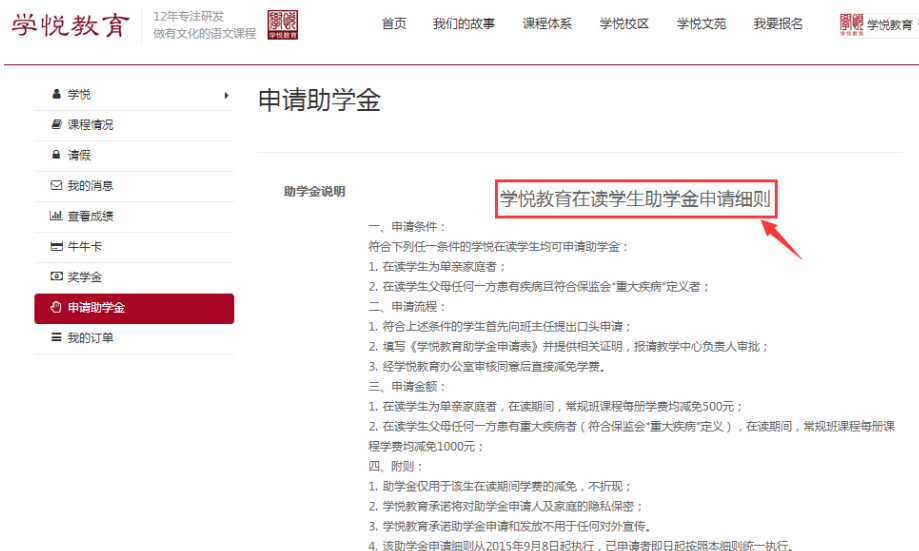 学悦教育
12年专注研发
做有文化的语文课程
学悦教育
首页 我们的故事 课程体系 学悦校区 学悦文苑 我要报名
学悦教育
学悦
课程情况
请假
我的消息
查看成绩
牛牛卡
奖学金
申请助学金
我的订单
申请助学金
助学金说明
学悦教育在读学生助学金申请细则
一、申请条件：
符合下列任一条件的学悦在读学生均可申请助学金：
1. 在读学生为单亲家庭者；
2. 在读学生父母任何一方患有疾病且符合保监会“重大疾病”定义者；
二、申请流程：
1. 符合上述条件的学生首先向班主任提出口头申请；
2. 填写《学悦教育助学金申请表》并提供相关证明，报请教学中心负责人审批；
3. 经学悦教育办公室审核同意后直接减免学费。
三、申请金额：
1. 在读学生为单亲家庭者，在读期间，常规班课程每册学费均减免500元；
2. 在读学生父母任何一方患有重大疾病者（符合保监会“重大疾病”定义），在读期间，常规班课程每册课
程学费均减免1000元；
四、附则：
1. 助学金仅用于该生在读期间学费的减免，不折现；
2. 学悦教育承诺将对助学金申请人及家庭的隐私保密；
3. 学悦教育承诺助学金申请和发放不用于任何对外宣传。
4. 该助学金申请细则从2015年9月8日起执行，已申请者即日起按照本细则统一执行。